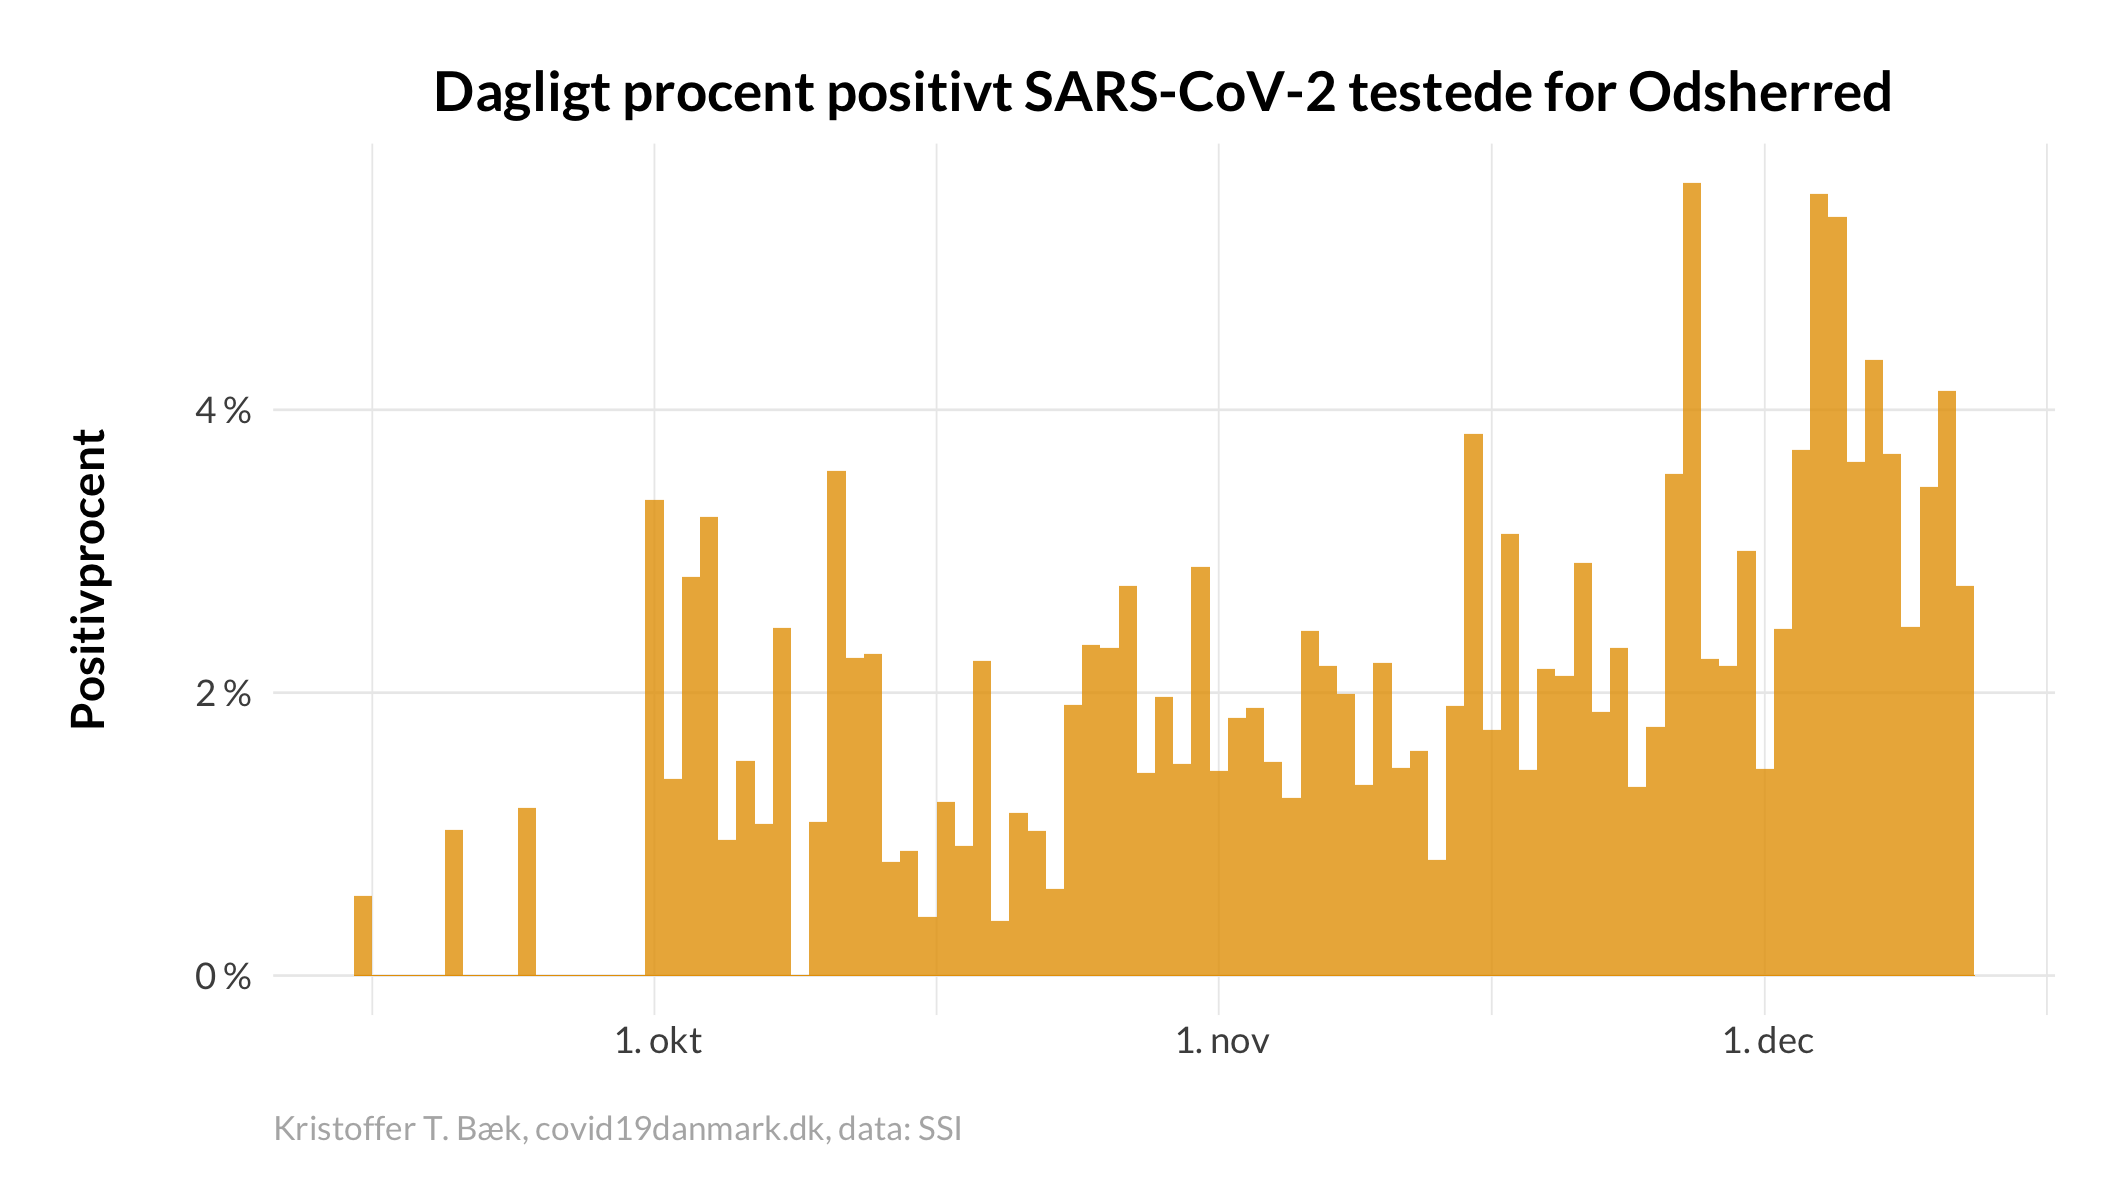 Dagligt procent positivt SARS-CoV-2 testede for Odsherred
Positivprocent
4 %
2 %
0 %
1. okt
1. nov
1. dec
Kristoffer T. Bæk, covid19danmark.dk, data: SSI